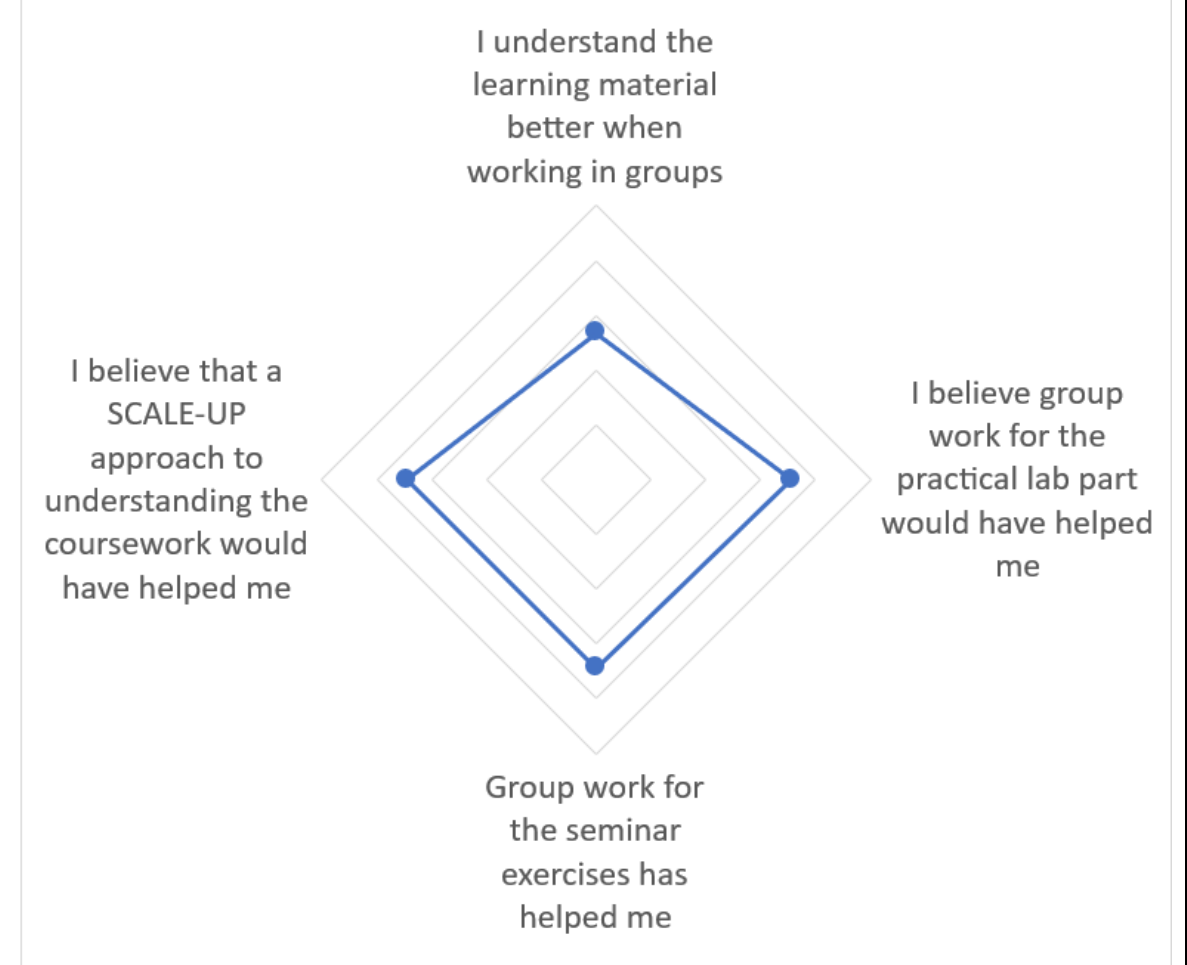 I understand the
learning material
better when
working in groups
I believe group
work for the
practical lab part
would have helped
me
Group work for
the seminar
exercises has
helped me
I believe that a
SCALE-UP
approach to
understanding the
coursework would
have helped me